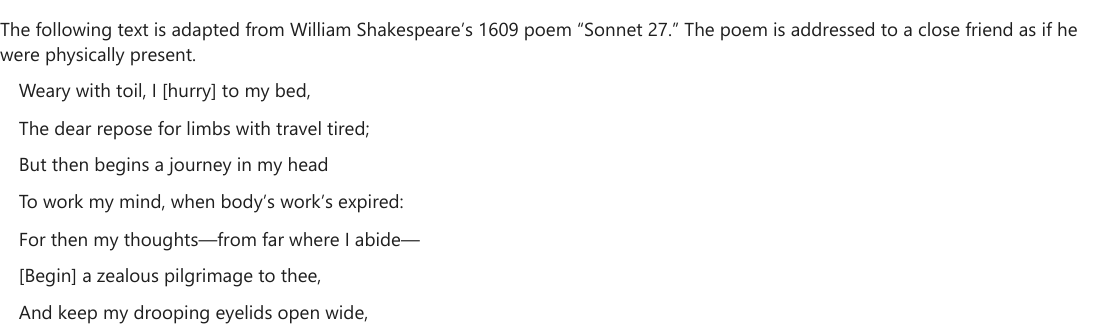 The following text is adapted from William Shakespeare’s 1609 poem “Sonnet 27.” The poem is addressed to a close friend as if he
were physically present.
Weary with toil, I [hurry] to my bed,
The dear repose for limbs with travel tired;
But then begins a journey in my head
To work my mind, when body’s work’s expired:
For then my thoughts—from far where I abide—
[Begin] a zealous pilgrimage to thee,
And keep my drooping eyelids open wide,